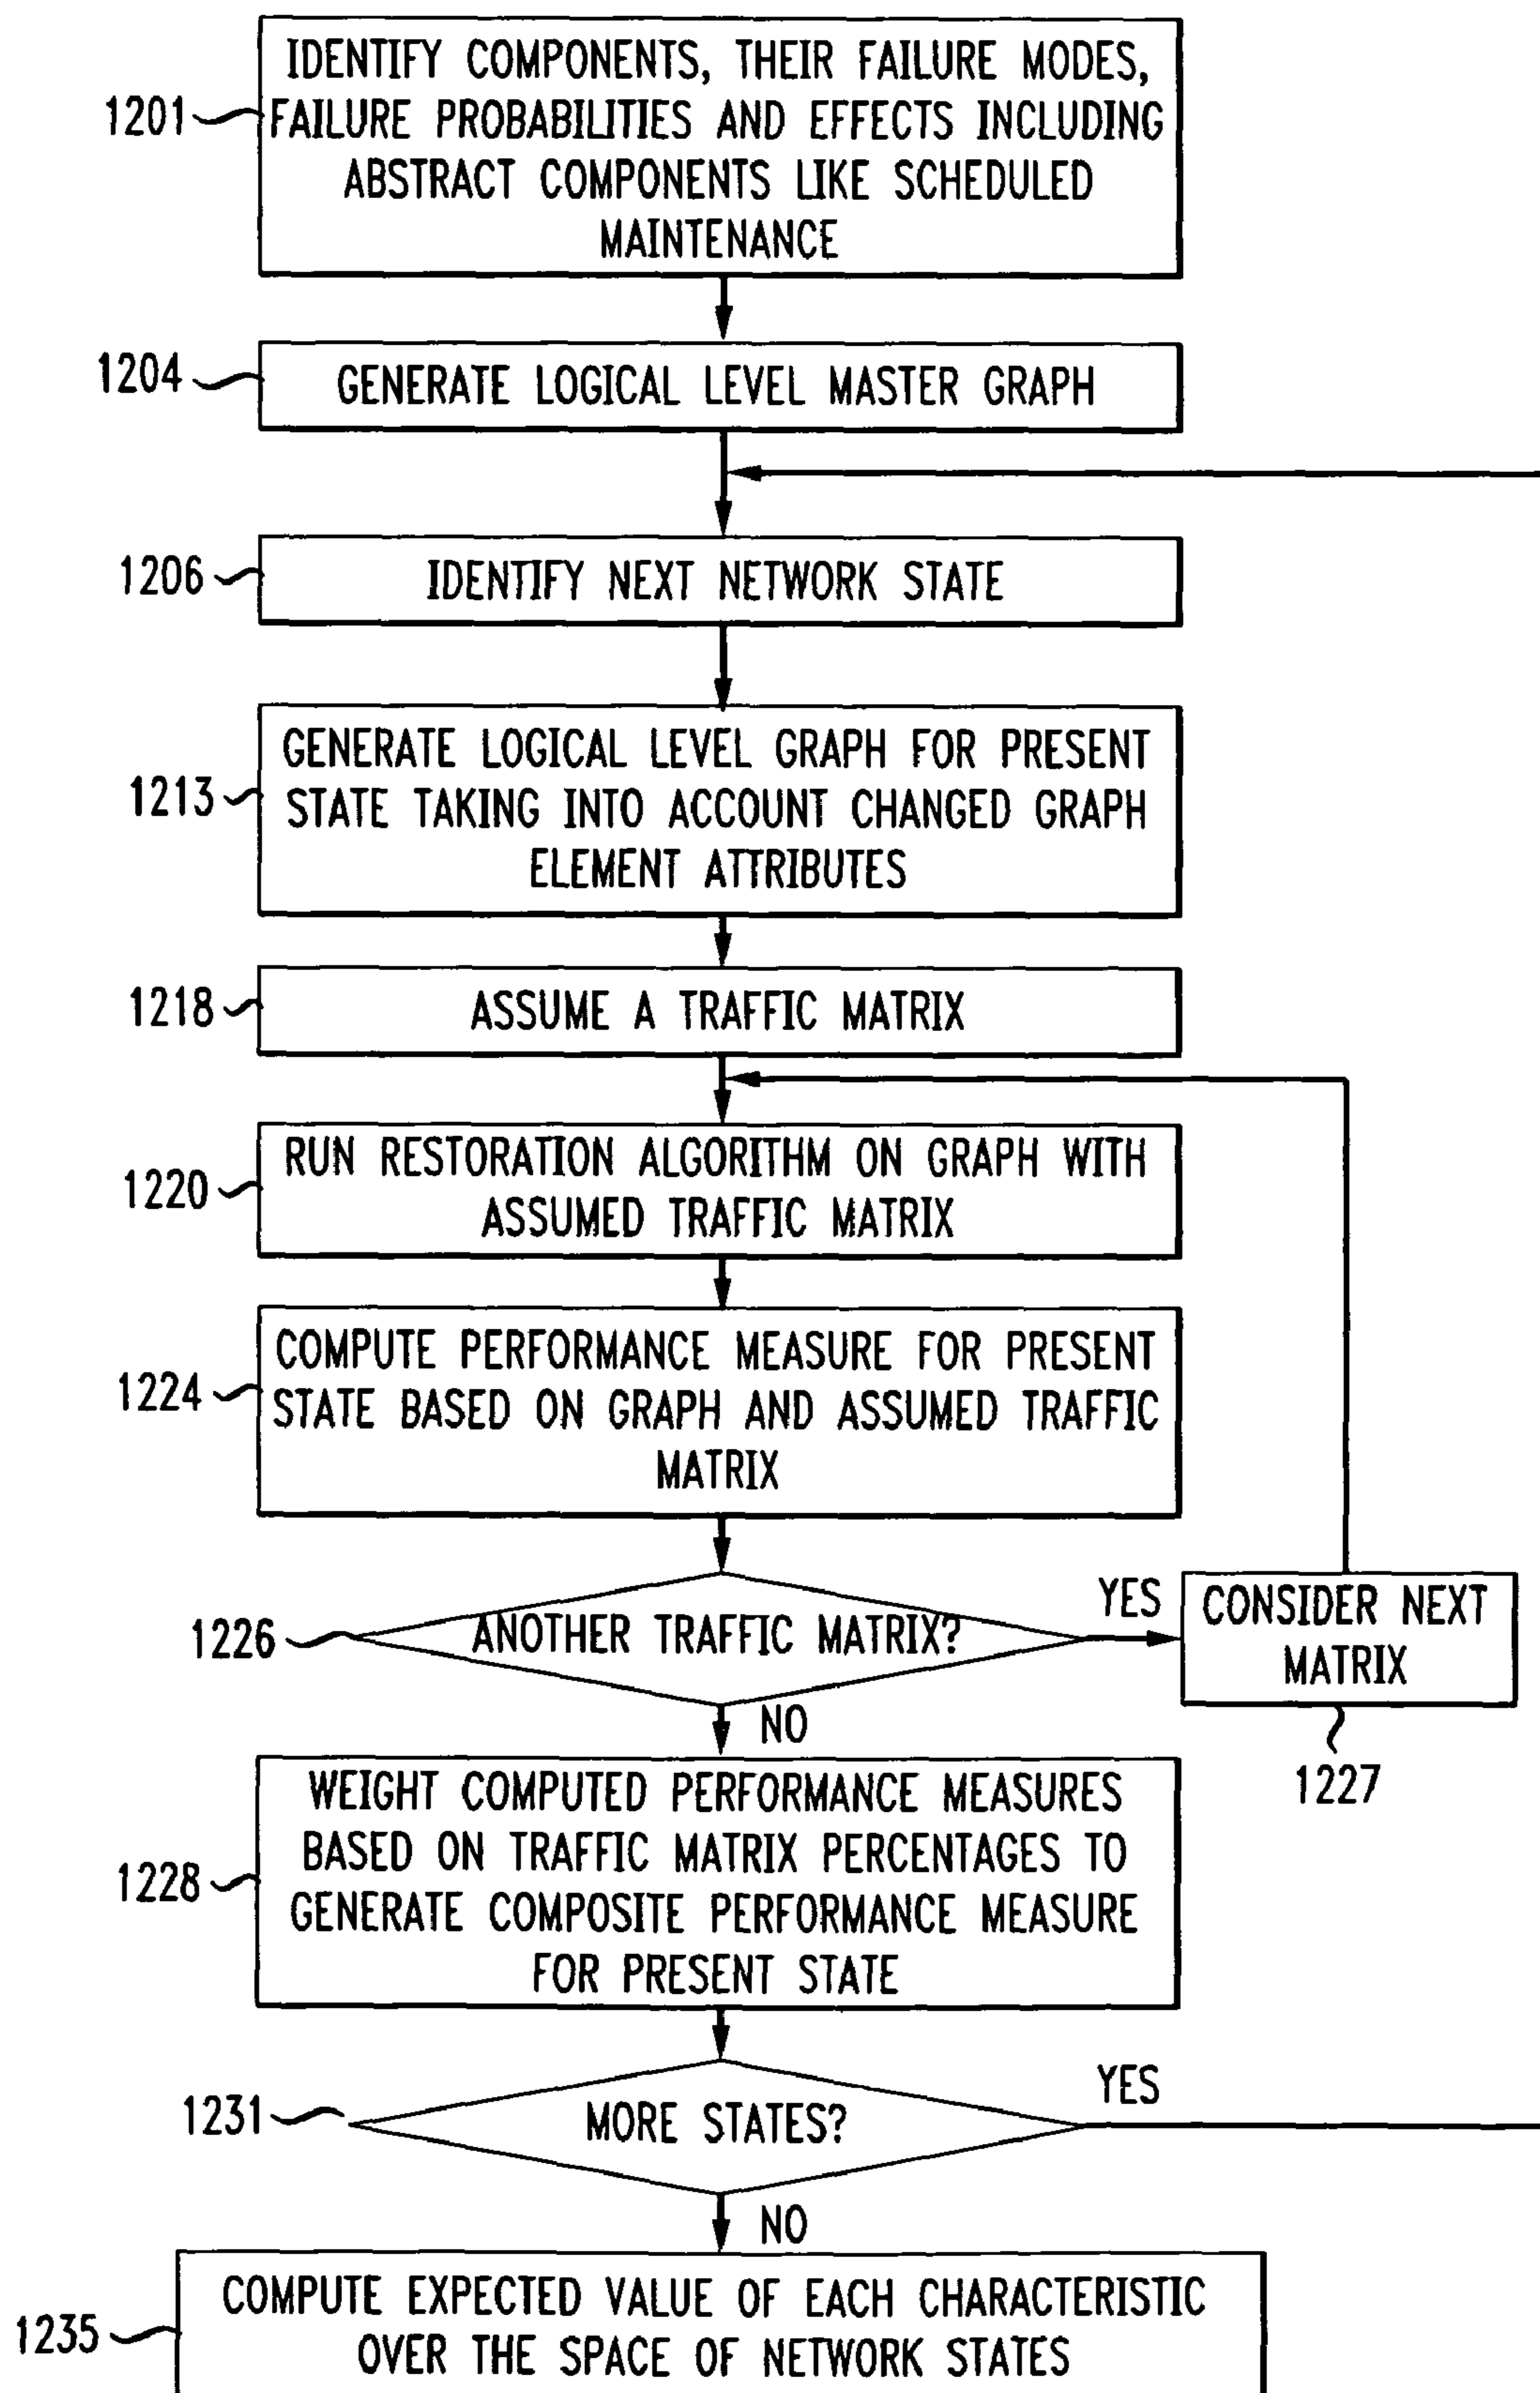 IDENTIFY COMPONENTS, THEIR FAILURE MODES,
1201
FAILURE PROBABILITIES AND EFFECTS INCLUDING
ABSTRACT COMPONENTS LIKE SCHEDULED
MAINTENANCE
1204
GENERATE LOGICAL LEVEL MASTER GRAPH
1206
IDENTIFY NEXT NETWORK STATE
GENERATE LOGICAL LEVEL GRAPH FOR PRESENT
1213
STATE TAKING INTO ACCOUNT CHANGED GRAPH
ELEMENT ATTRIBUTES
1218
ASSUME A TRAFFIC MATRIX
RUN RESTORATION ALGORITHM ON GRAPH WITH
1220
ASSUMED TRAFFIC MATRIX
COMPUTE PERFORMANCE MEASURE FOR PRESENT
1224
STATE BASED ON GRAPH AND ASSUMED TRAFFIC
MATRIX
1226
ANOTHER TRAFFIC MATRIX?
YES
CONSIDER NEXT
MATRIX
1227
NO
WEIGHT COMPUTED PERFORMANCE MEASURES
BASED ON TRAFFIC MATRIX PERCENTAGES TO
1228
GENERATE COMPOSITE PERFORMANCE MEASURE
FOR PRESENT STATE
1231
MORE STATES?
YES
NO
COMPUTE EXPECTED VALUE OF EACH CHARACTERISTIC
1235
OVER THE SPACE OF NETWORK STATES